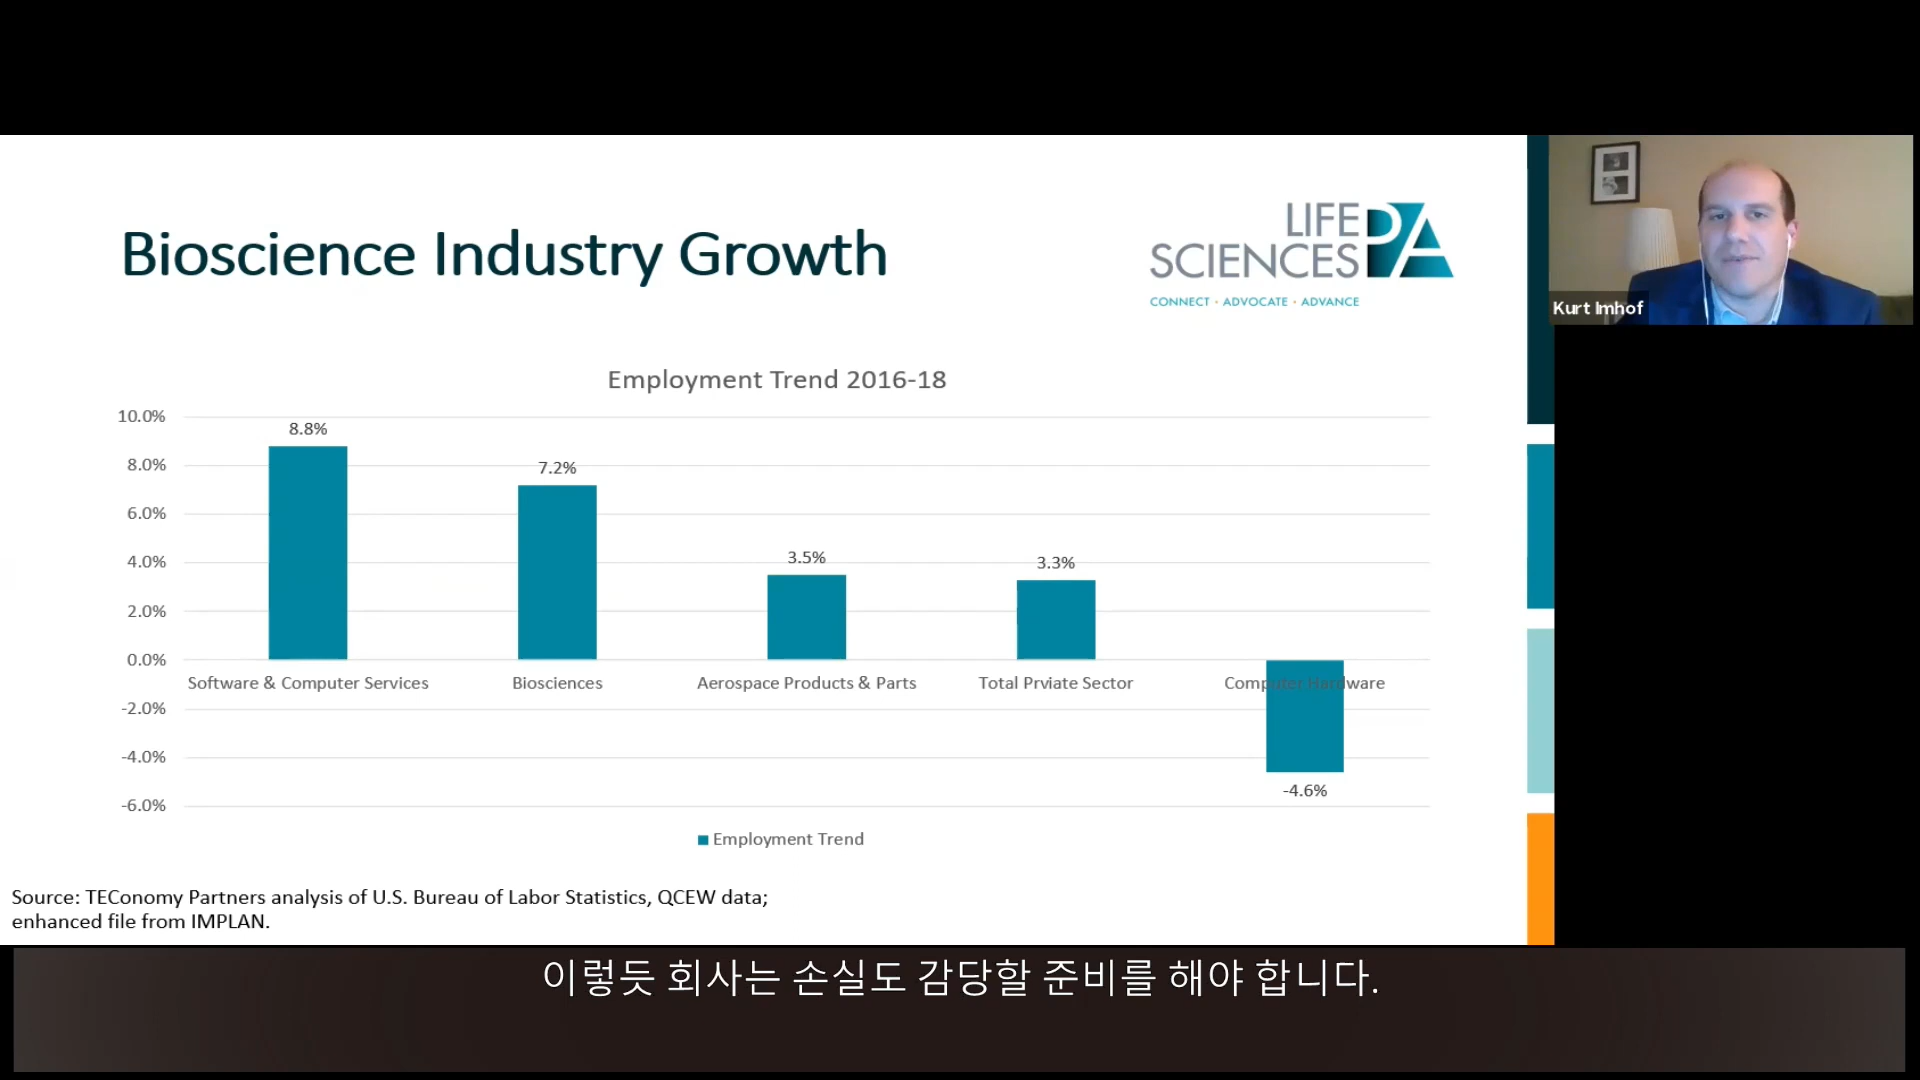 Bioscience Industry Growth
LIFE
SCIENCES PA
CONNECT · ADVOCATE · ADVANCE
Kurt Imhof
Employment Trend 2016-18
10.0%
8.0%
6.0%
4.0%
2.0%
0.0%
-2.0%
-4.0%
-6.0%
8.8%
7.2%
3.5%
3.3%
-4.6%
Software & Computer Services
Biosciences
Aerospace Products & Parts
Total Prviate Sector
Computer Hardware
Employment Trend
Source: TEConomy Partners analysis of U.S. Bureau of Labor Statistics, QCEW data;
enhanced file from IMPLAN.
이렇듯 회사는 손실도 감당할 준비를 해야 합니다.